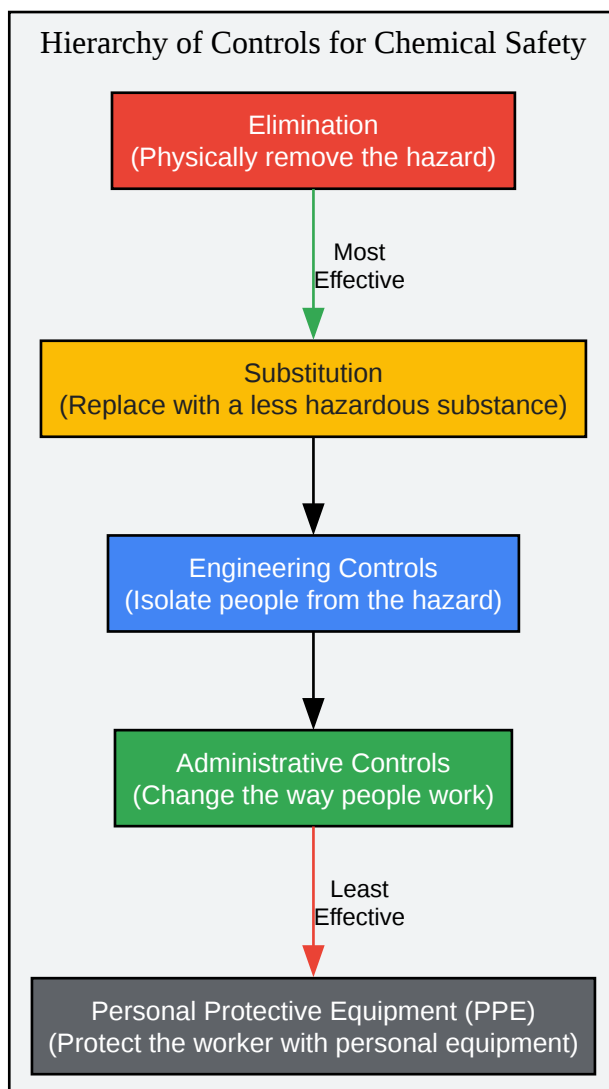 Hierarchy of Controls for Chemical Safety
Elimination
(Physically remove the hazard)
Most
Effective
Substitution
(Replace with a less hazardous substance)
Engineering Controls
(Isolate people from the hazard)
Administrative Controls
(Change the way people work)
Least
Effective
Personal Protective Equipment (PPE)
(Protect the worker with personal equipment)